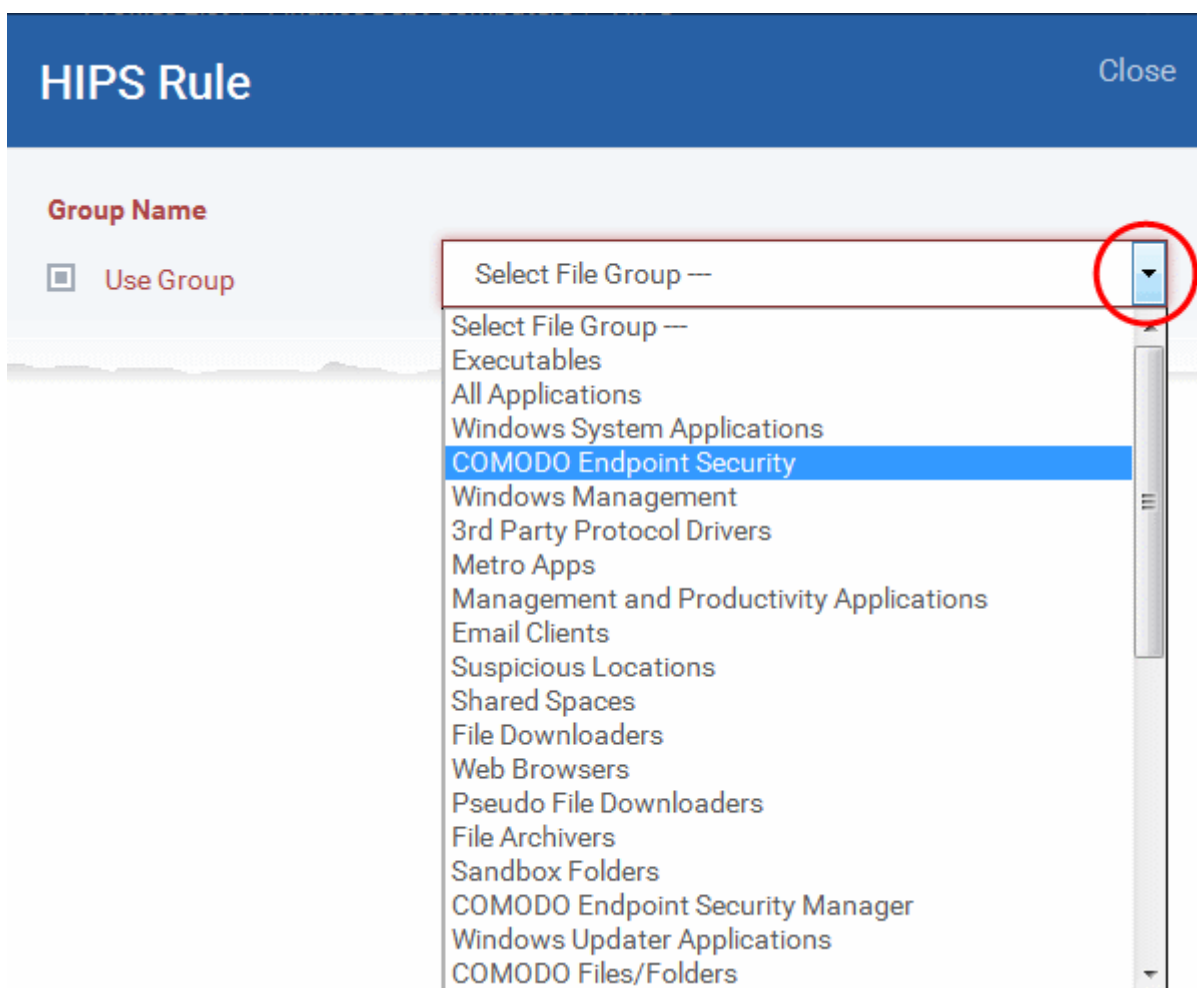 HIPS Rule
Close
Group Name
Use Group
Select File Group ---
Select File Group ---
Executables
All Applications
Windows System Applications
COMODO Endpoint Security
Windows Management
3rd Party Protocol Drivers
Metro Apps
Management and Productivity Applications
Email Clients
Suspicious Locations
Shared Spaces
File Downloaders
Web Browsers
Pseudo File Downloaders
File Archivers
Sandbox Folders
COMODO Endpoint Security Manager
Windows Updater Applications
COMODO Files/Folders